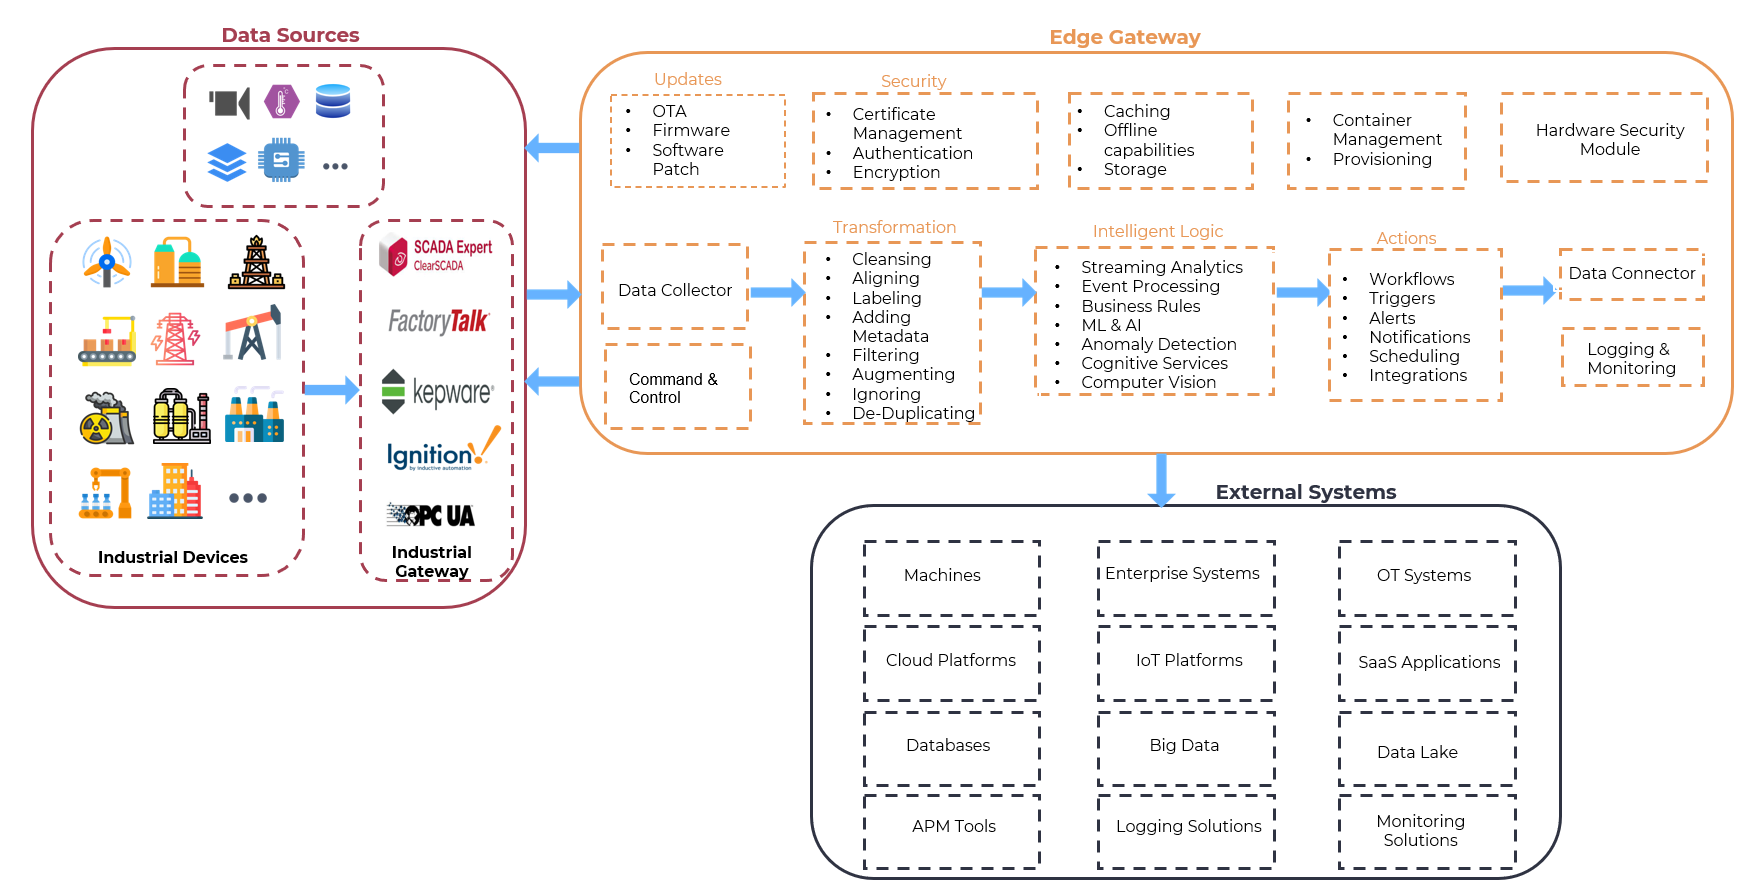 Data Sources
°C
Industrial Devices
SCADA Expert
ClearSCADA
FactoryTalk
kepware®
Ignition!
by inductive automation
OPC UA
Industrial
Gateway
Edge Gateway
Updates
• OTA
• Firmware
• Software
Patch
Security
• Certificate
Management
• Authentication
• Encryption
• Caching
• Offline
capabilities
• Storage
• Container
Management
• Provisioning
Hardware Security
Module
Data Collector
Command &
Control
Transformation
• Cleansing
• Aligning
• Labeling
• Adding
Metadata
• Filtering
• Augmenting
• Ignoring
• De-Duplicating
Intelligent Logic
• Streaming Analytics
• Event Processing
• Business Rules
• ML & AI
• Anomaly Detection
• Cognitive Services
• Computer Vision
Actions
• Workflows
• Triggers
• Alerts
• Notifications
• Scheduling
• Integrations
Data Connector
Logging &
Monitoring
External Systems
Machines
Enterprise Systems
OT Systems
Cloud Platforms
IoT Platforms
SaaS Applications
Databases
Big Data
Data Lake
APM Tools
Logging Solutions
Monitoring
Solutions